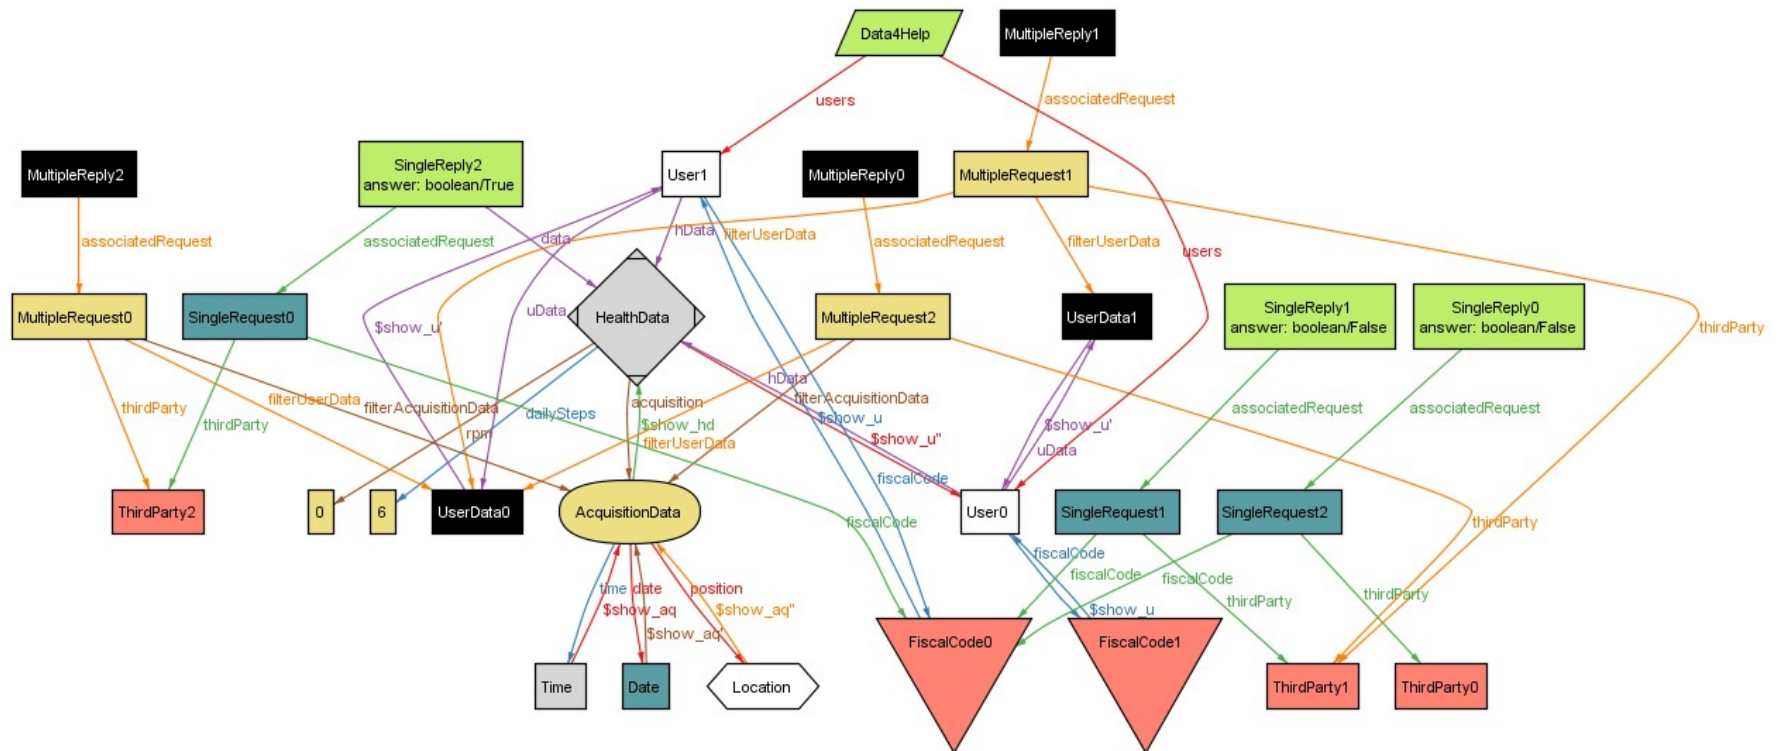 Data4Help
MultipleReply1
users
associatedRequest
MultipleReply2
SingleReply2
answer: boolean/True
User1
MultipleReply0
MultipleRequest1
associatedRequest
associatedRequest
data
hData
filterUserData
associatedRequest
filterUserData
users
MultipleRequest0
SingleRequest0
$show_u'
uData
HealthData
MultipleRequest2
UserData1
SingleReply1
answer: boolean/False
SingleReply0
answer: boolean/False
thirdParty
thirdParty
thirdParty
filterUserData
filterAcquisitionData
rpm
dailySteps
acquisition
$show_hd
filterUserData
hData
filterAcquisitionData
$show_u
$show_u"
$show_u'
uData
associatedRequest
associatedRequest
fiscalCode
ThirdParty2
0
6
UserData0
AcquisitionData
fiscalCode
User0
SingleRequest1
SingleRequest2
thirdParty
fiscalCode
time
date
position
$show_aq
$show_aq'
$show_aq"
fiscalCode
fiscalCode
$show_u
thirdParty
thirdParty
Time
Date
Location
FiscalCode0
FiscalCode1
ThirdParty1
ThirdParty0